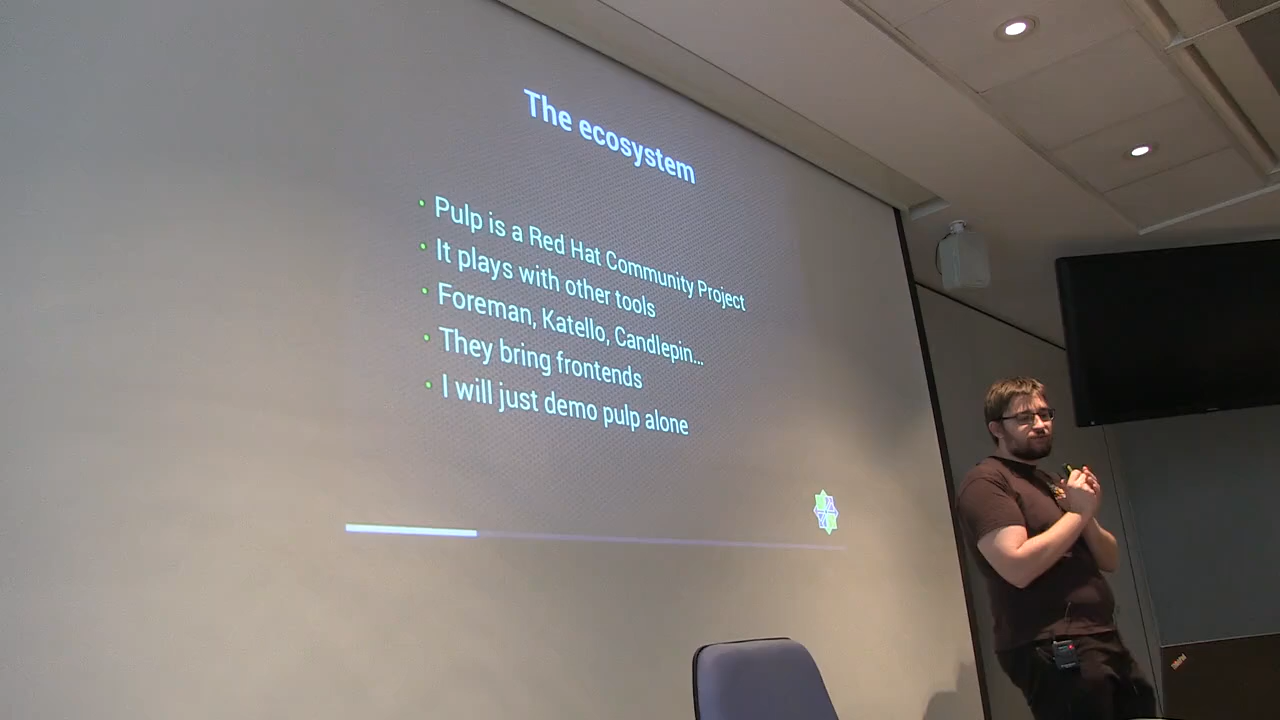 The ecosystem
Pulp is a Red Hat Community Project
It plays with other tools
Foreman, Katello, Candlepin...
They bring frontends
I will just demo pulp alone
ThinkPad